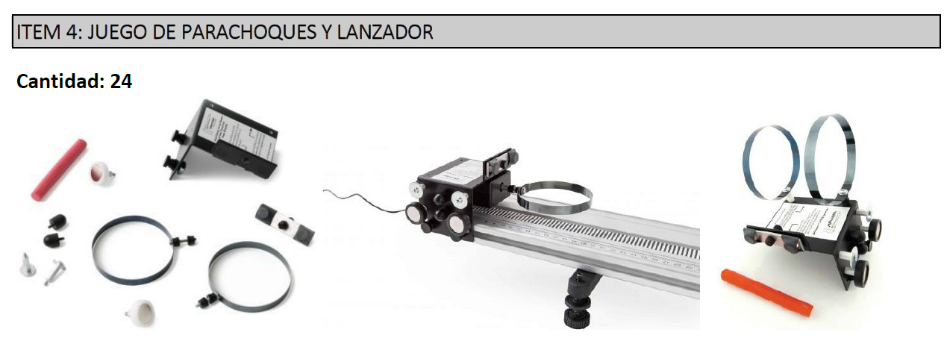 ITEM 4: JUEGO DE PARACHOQUES Y LANZADOR
Cantidad: 24